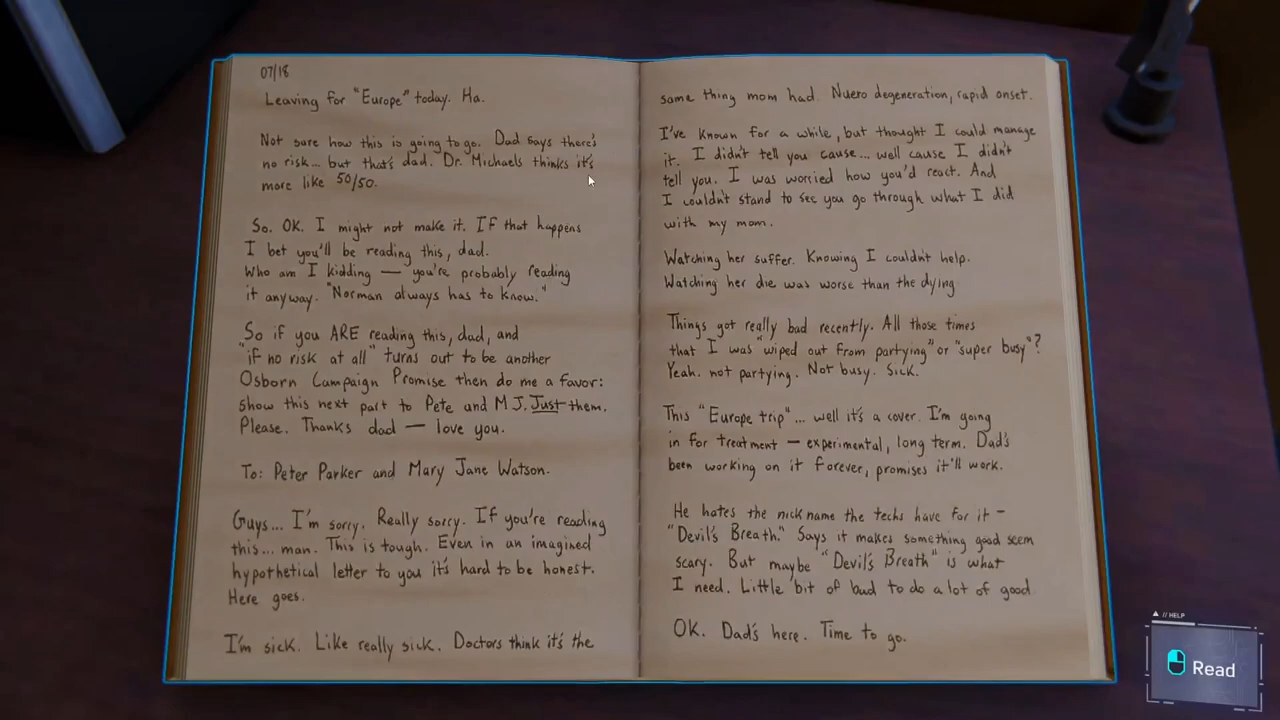 07/18
Leaving for "Europe" today. Ha.
Not sure how this is going to go. Dad says there's
no risk... but that's dad. Dr. Michaels thinks it's
more like 50/50.
So. OK. I might not make it. IF that happens
I bet you'll be reading this, dad.
Who am I kidding — you're probably reading
it anyway. "Norman always has to know."
So if you ARE reading this, dad, and
"if no risk at all" turns out to be another
Osborn Campaign Promise then do me a favor:
show this next part to Pete and MJ. Just them.
Please. Thanks dad — love you.
To: Peter Parker and Mary Jane Watson.
Guys... I'm sorry. Really sorry. If you're reading
this... man. This is tough. Even in an imagined
hypothetical letter to you it's hard to be honest.
Here goes.
I'm sick. Like really sick. Doctors think it's the
same thing mom had. Nuero degeneration, rapid onset.
I've known for a while, but thought I could manage
it. I didn't tell you cause... well cause I didn't
tell you. I was worried how you'd react. And
I couldn't stand to see you go through what I did
with my mom.
Watching her suffer. Knowing I couldn't help.
Watching her die was worse than the dying
Things got really bad recently. All those times
that I was "wiped out from partying" or "super busy"?
Yeah. not partying. Not busy. Sick.
This "Europe trip"... well it's a cover. I'm going
in for treatment — experimental, long term. Dad's
been working on it forever, promises it'll work.
He hates the nickname the techs have for it -
"Devil's Breath." Says it makes something good seem
scary. But maybe "Devil's Breath" is what
I need. Little bit of bad to do a lot of good.
OK. Dad's here. Time to go.
// HELP
Read